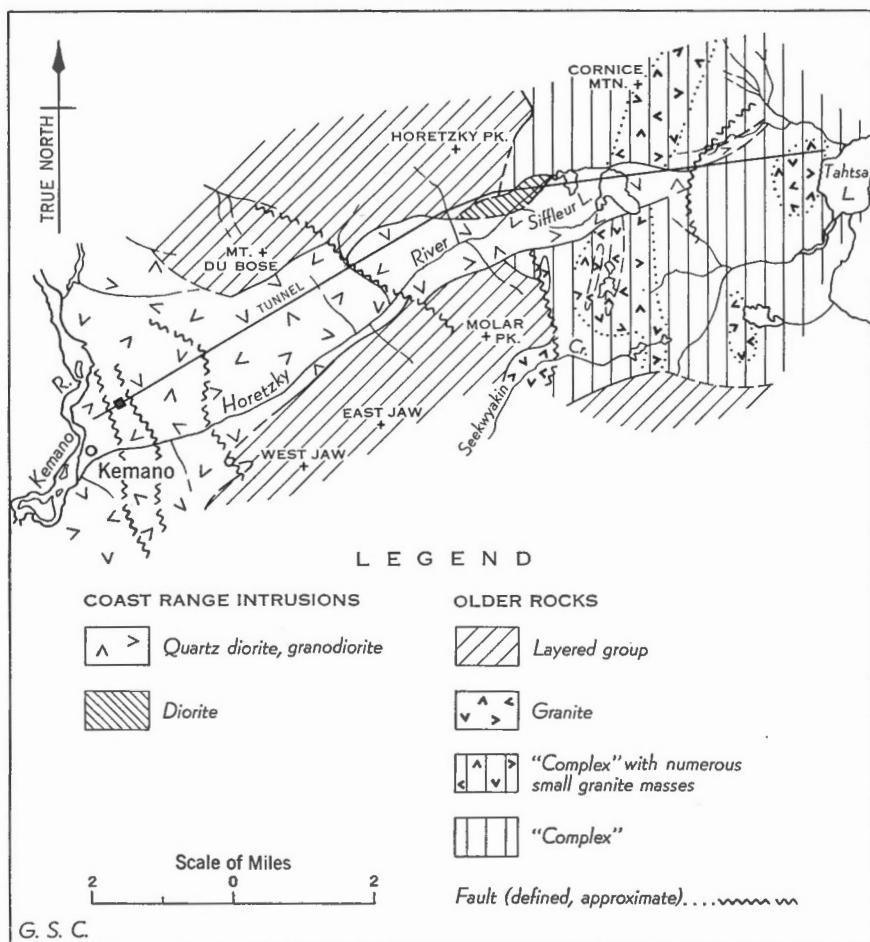 TRUE NORTH
CORNICE
MTN.
HORETZKY PK.
Tahtsa
L.
Siffleur L.
River
MT.
DU BOSE
TUNNEL
MOLAR
PK.
Cr.
Seekwyakin
Horetzky
EAST JAW
WEST JAW
R.
Kemano
Kemano
LEGEND
COAST RANGE INTRUSIONS
Quartz diorite, granodiorite
Diorite
OLDER ROCKS
Layered group
Granite
"Complex" with numerous
small granite masses
"Complex"
Fault (defined, approximate)....
Scale of Miles
2 0 2
G. S. C.